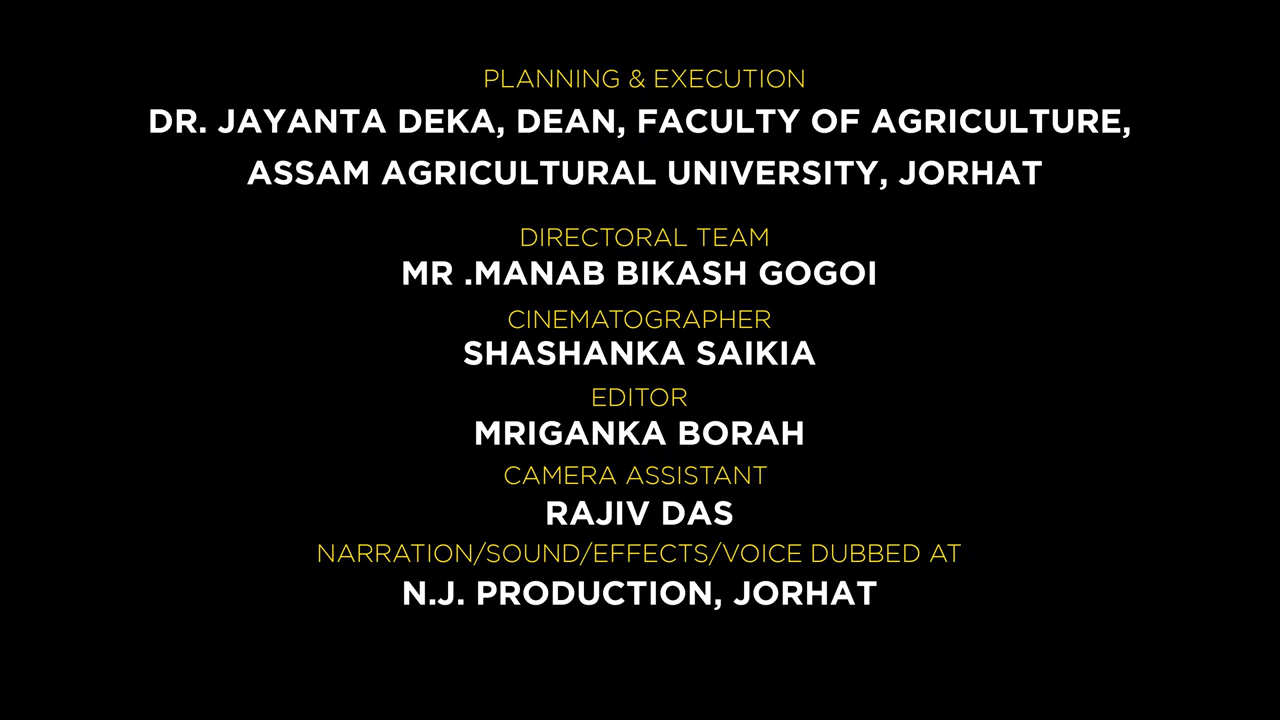 PLANNING & EXECUTION
DR. JAYANTA DEKA, DEAN, FACULTY OF AGRICULTURE,
ASSAM AGRICULTURAL UNIVERSITY, JORHAT
DIRECTORAL TEAM
MR .MANAB BIKASH GOGOI
CINEMATOGRAPHER
SHASHANKA SAIKIA
EDITOR
MRIGANKA BORAH
CAMERA ASSISTANT
RAJIV DAS
NARRATION/SOUND/EFFECTS/VOICE DUBBED AT
N.J. PRODUCTION, JORHAT